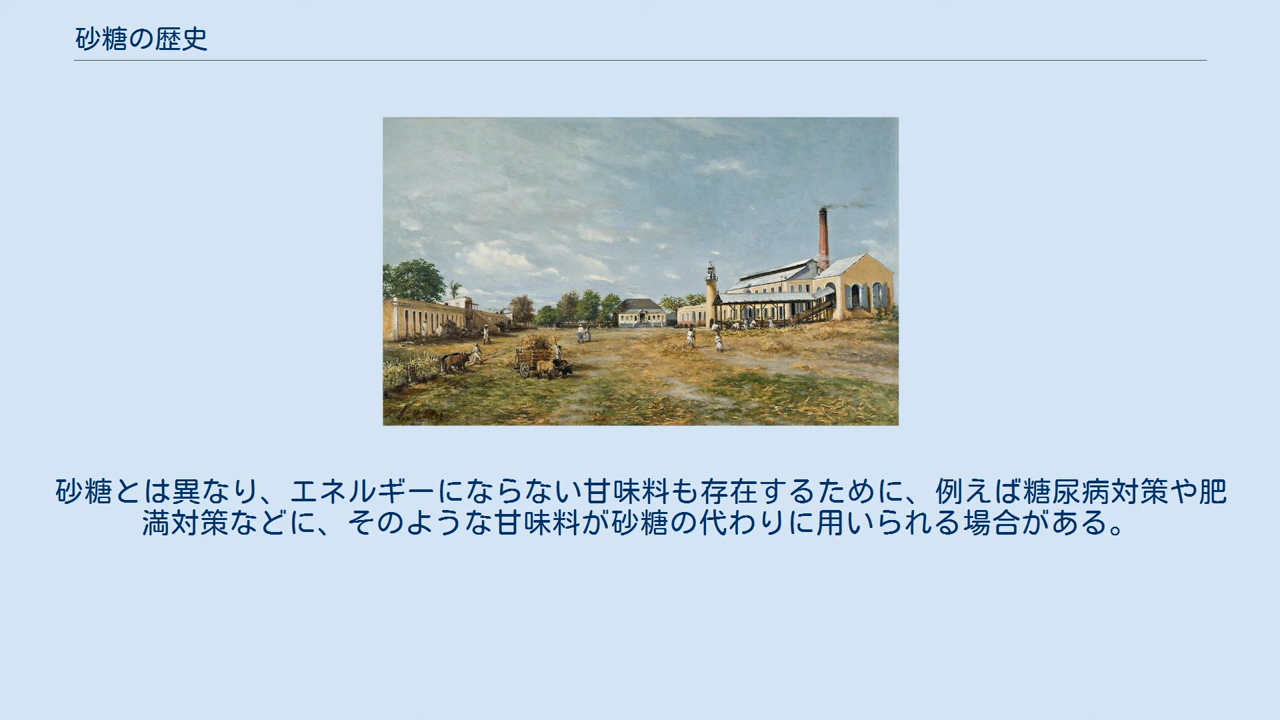 砂糖の歴史
砂糖とは異なり、エネルギーにならない甘味料も存在するために、例えば糖尿病対策や肥
満対策などに、そのような甘味料が砂糖の代わりに用いられる場合がある。